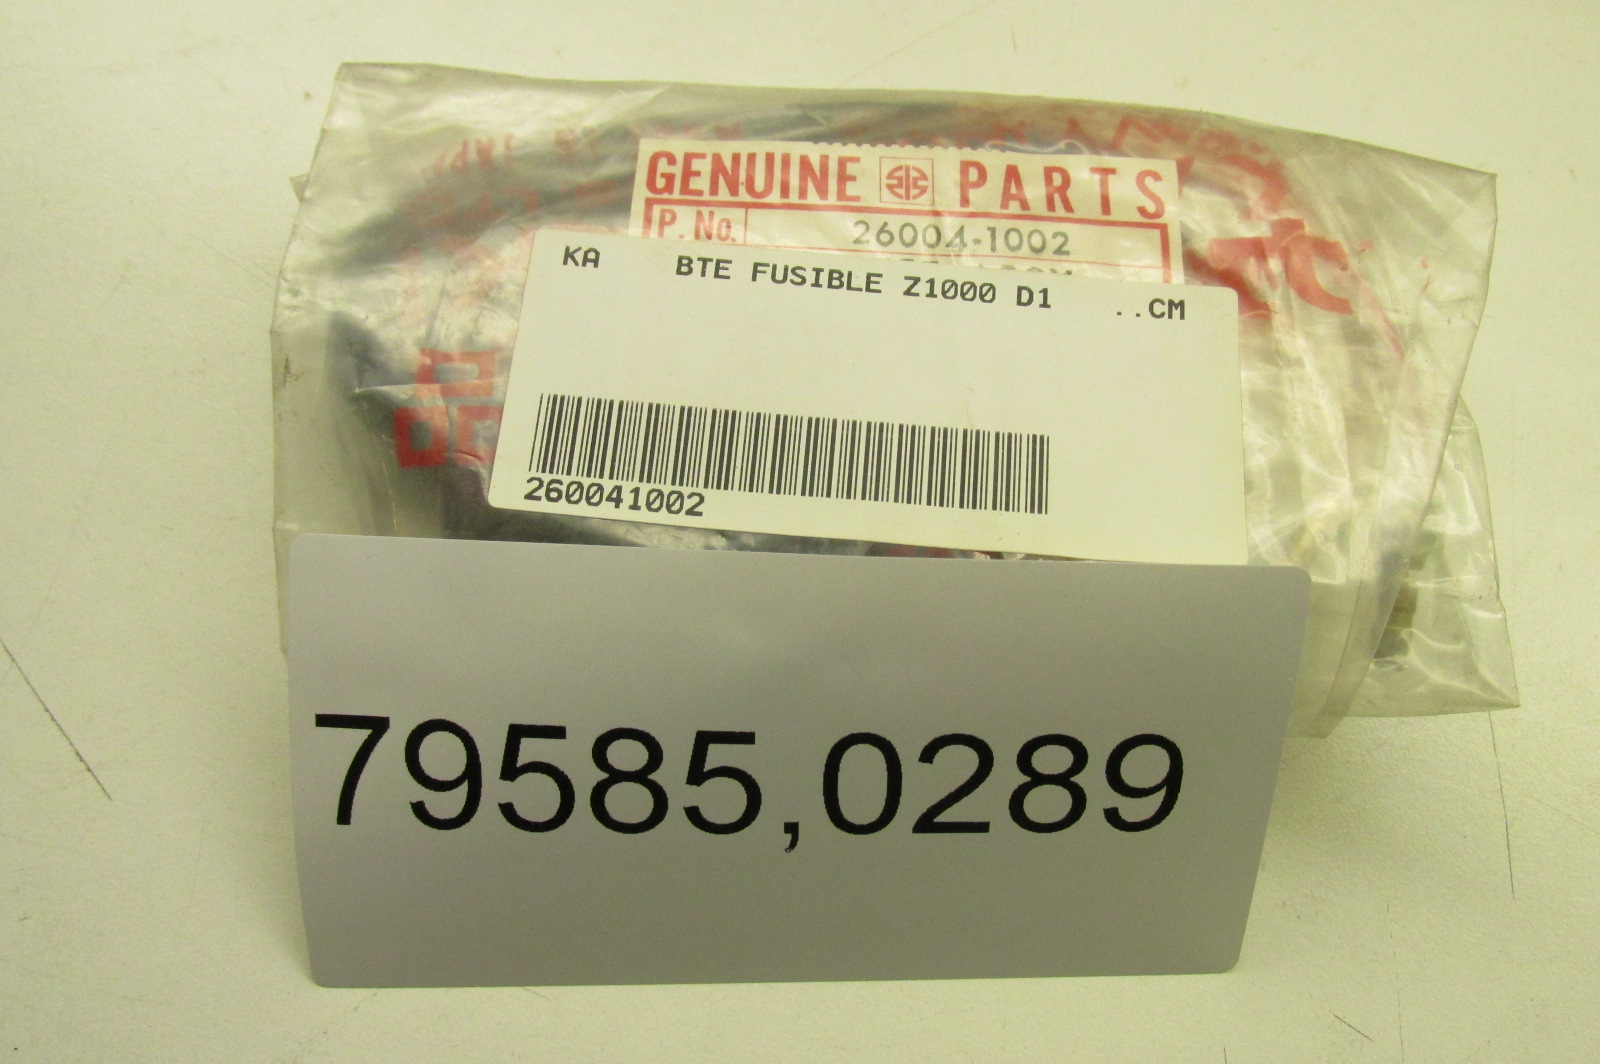 GENUINE PARTS
P. No. 26004-1002
KA BTE FUSIBLE Z1000 D1 ..CM
260041002
79585,0289